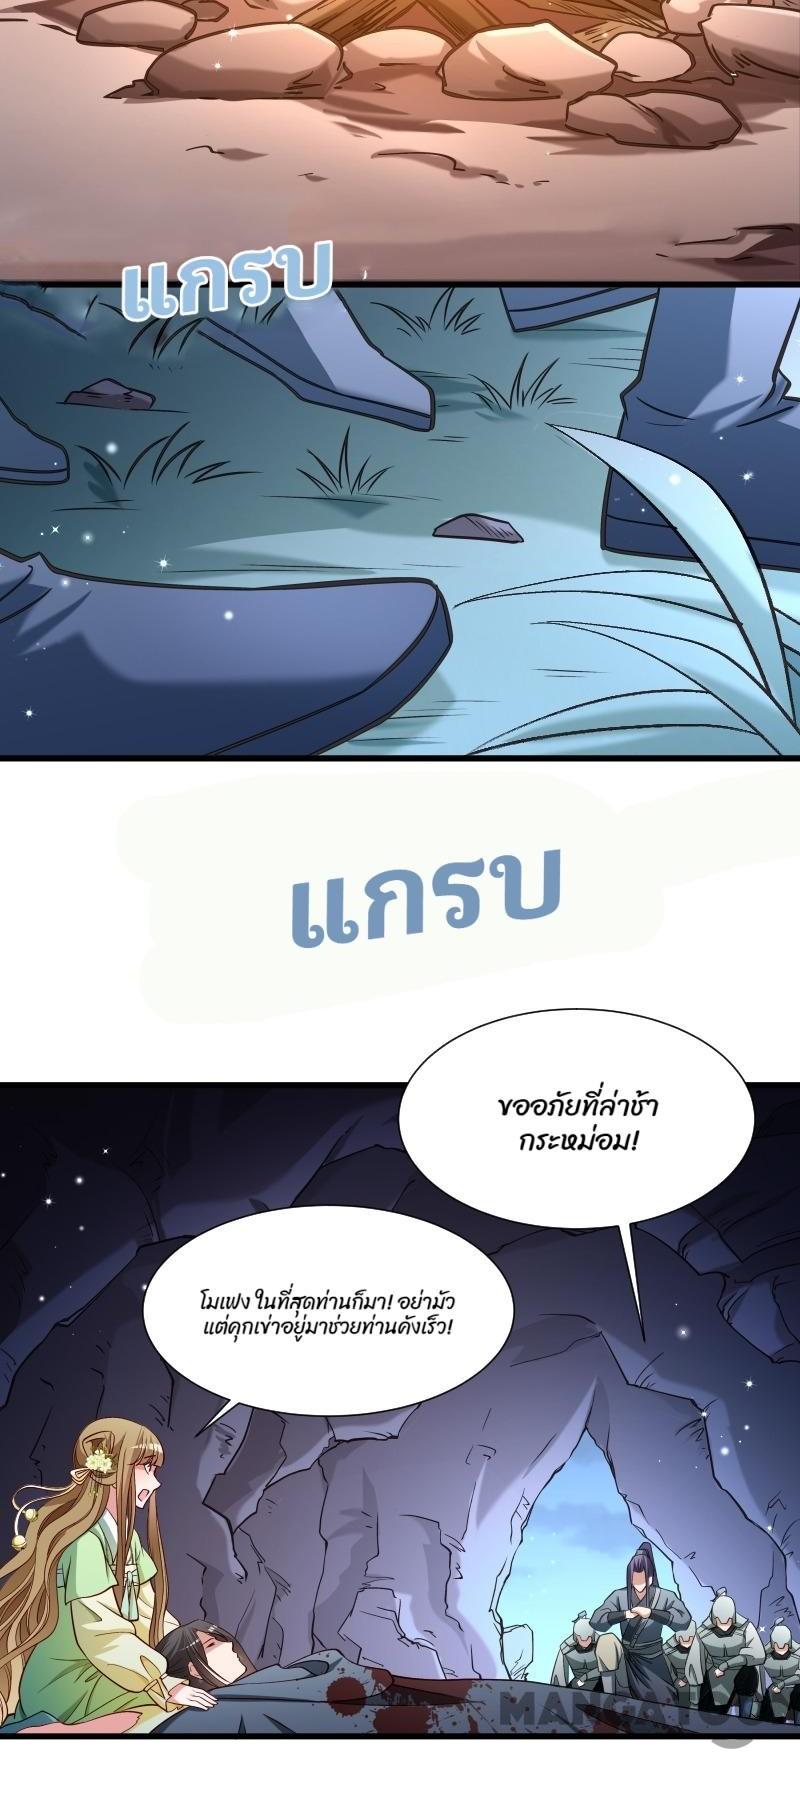 แกรบ
แกรบ
ขออภัยที่ล่าช้า
กระหม่อม!
โมเฟง ในที่สุดท่านก็มา! อย่ามัว
แต่คุกเข่าอยู่มาช่วยท่านคังเร็ว!
MANGATOON